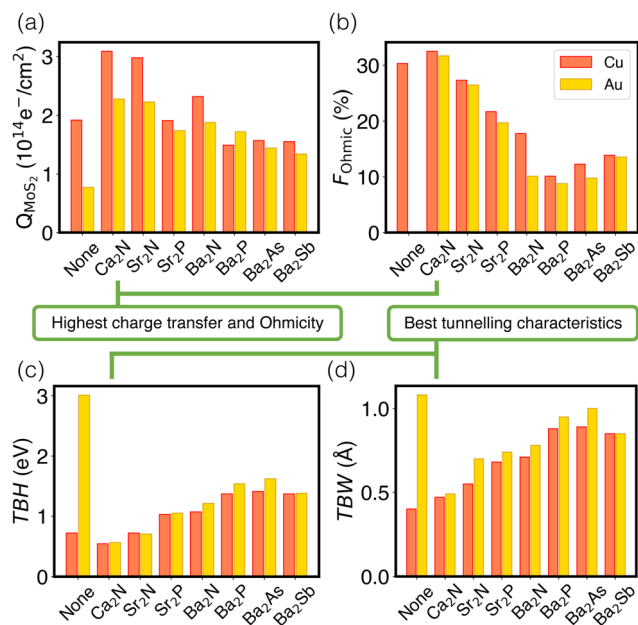 (a)
(b)
3
2
1
0
Q_MoS₂ (10¹⁴e⁻/cm²)
30
20
10
0
F_Ohmic (%)
Cu
Au
None Ca₂N Sr₂N Sr₂P Ba₂N Ba₂P Ba₂As Ba₂Sb
None Ca₂N Sr₂N Sr₂P Ba₂N Ba₂P Ba₂As Ba₂Sb
Highest charge transfer and Ohmicity
Best tunnelling characteristics
(c)
(d)
3
2
1
0
TBH (eV)
1.0
0.5
0.0
TBW (Å)
None Ca₂N Sr₂N Sr₂P Ba₂N Ba₂P Ba₂As Ba₂Sb
None Ca₂N Sr₂N Sr₂P Ba₂N Ba₂P Ba₂As Ba₂Sb